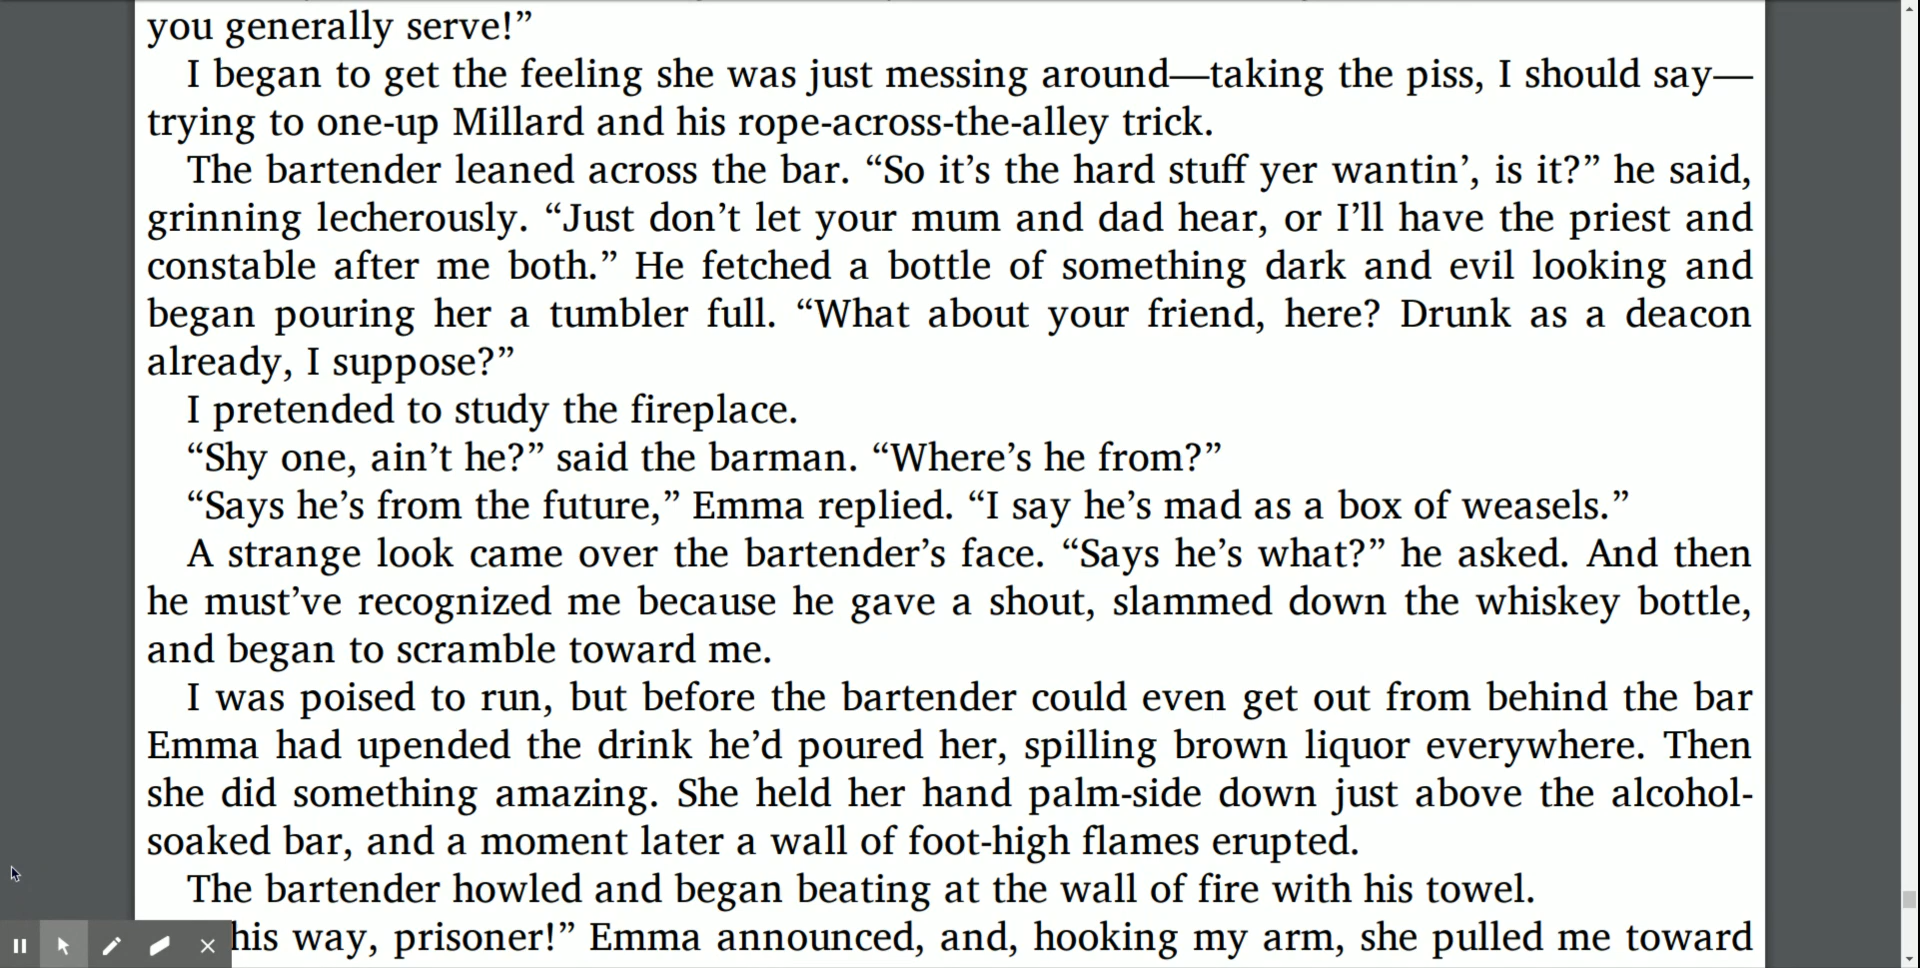 you generally serve!”
I began to get the feeling she was just messing around—taking the piss, I should say—
trying to one-up Millard and his rope-across-the-alley trick.
The bartender leaned across the bar. “So it’s the hard stuff yer wantin’, is it?” he said,
grinning lecherously. “Just don’t let your mum and dad hear, or I’ll have the priest and
constable after me both.” He fetched a bottle of something dark and evil looking and
began pouring her a tumbler full. “What about your friend, here? Drunk as a deacon
already, I suppose?”
I pretended to study the fireplace.
“Shy one, ain’t he?” said the barman. “Where’s he from?”
“Says he’s from the future,” Emma replied. “I say he’s mad as a box of weasels.”
A strange look came over the bartender’s face. “Says he’s what?” he asked. And then
he must’ve recognized me because he gave a shout, slammed down the whiskey bottle,
and began to scramble toward me.
I was poised to run, but before the bartender could even get out from behind the bar
Emma had upended the drink he’d poured her, spilling brown liquor everywhere. Then
she did something amazing. She held her hand palm-side down just above the alcohol-
soaked bar, and a moment later a wall of foot-high flames erupted.
The bartender howled and began beating at the wall of fire with his towel.
his way, prisoner!” Emma announced, and, hooking my arm, she pulled me toward